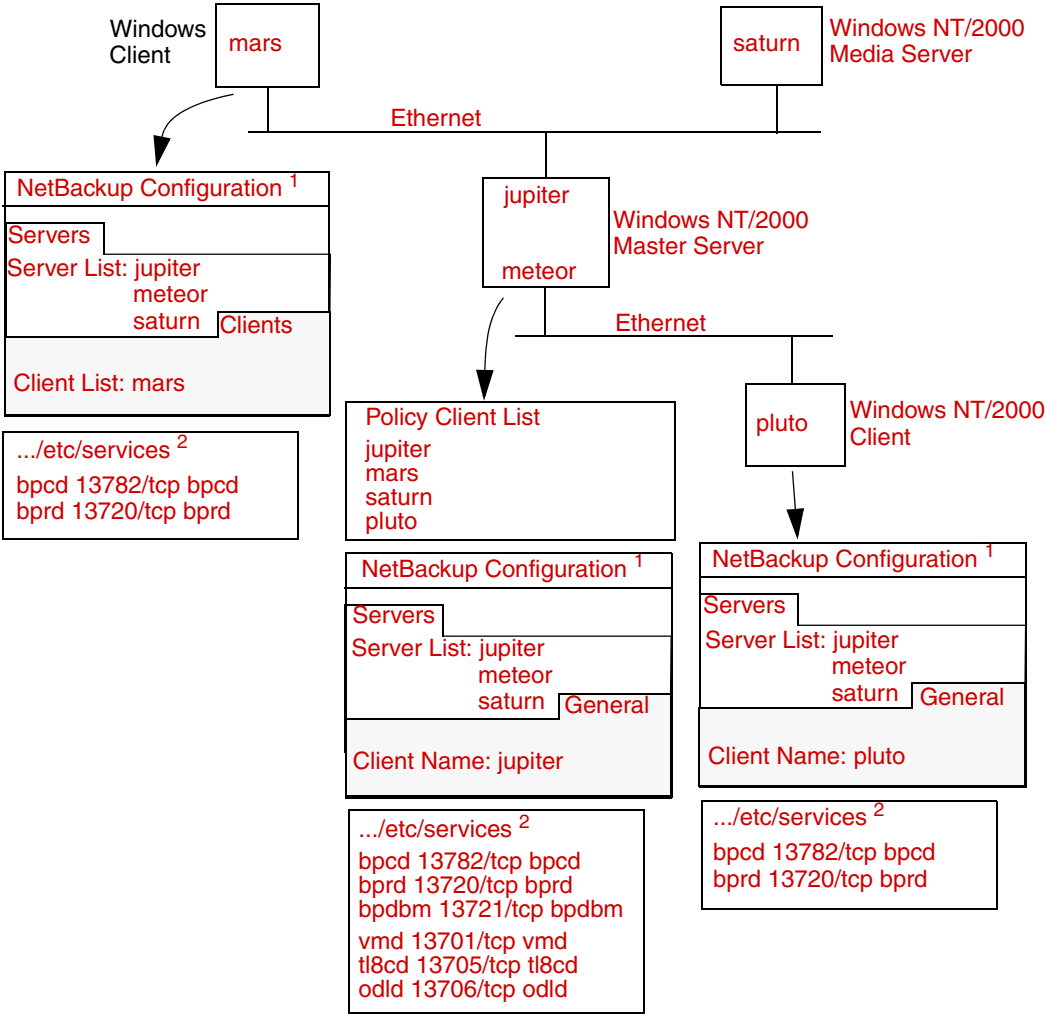 Windows
Client
mars
saturn
Windows NT/2000
Media Server
Ethernet
NetBackup Configuration 1
Servers
Server List: jupiter
meteor
saturn
Clients
Client List: mars
.../etc/services 2
bpcd 13782/tcp bpcd
bprd 13720/tcp bprd
jupiter
meteor
Windows NT/2000
Master Server
Ethernet
Policy Client List
jupiter
mars
saturn
pluto
NetBackup Configuration 1
Servers
Server List: jupiter
meteor
saturn
General
Client Name: jupiter
.../etc/services 2
bpcd 13782/tcp bpcd
bprd 13720/tcp bprd
bpdbm 13721/tcp bpdbm
vmd 13701/tcp vmd
tl8cd 13705/tcp tl8cd
odld 13706/tcp odld
pluto
Windows NT/2000
Client
NetBackup Configuration 1
Servers
Server List: jupiter
meteor
saturn
General
Client Name: pluto
.../etc/services 2
bpcd 13782/tcp bpcd
bprd 13720/tcp bprd